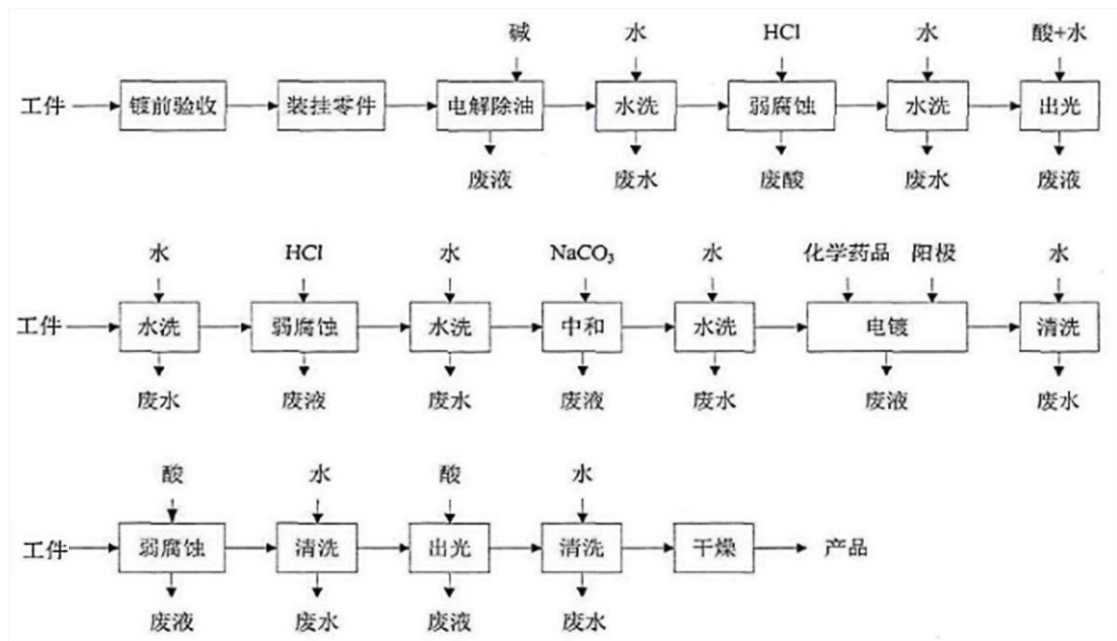 碱 水 HCl 水 酸+水
工件 镀前验收 装挂零件 电解除油 水洗 弱腐蚀 水洗 出光
废液 废水 废酸 废水 废液
水 HCl 水 NaCO₃ 水 化学药品 阳极 水
工件 水洗 弱腐蚀 水洗 中和 水洗 电镀 清洗
废水 废液 废水 废液 废水 废液 废水
酸 水 酸 水
工件 弱腐蚀 清洗 出光 清洗 干燥 产品
废液 废水 废液 废水